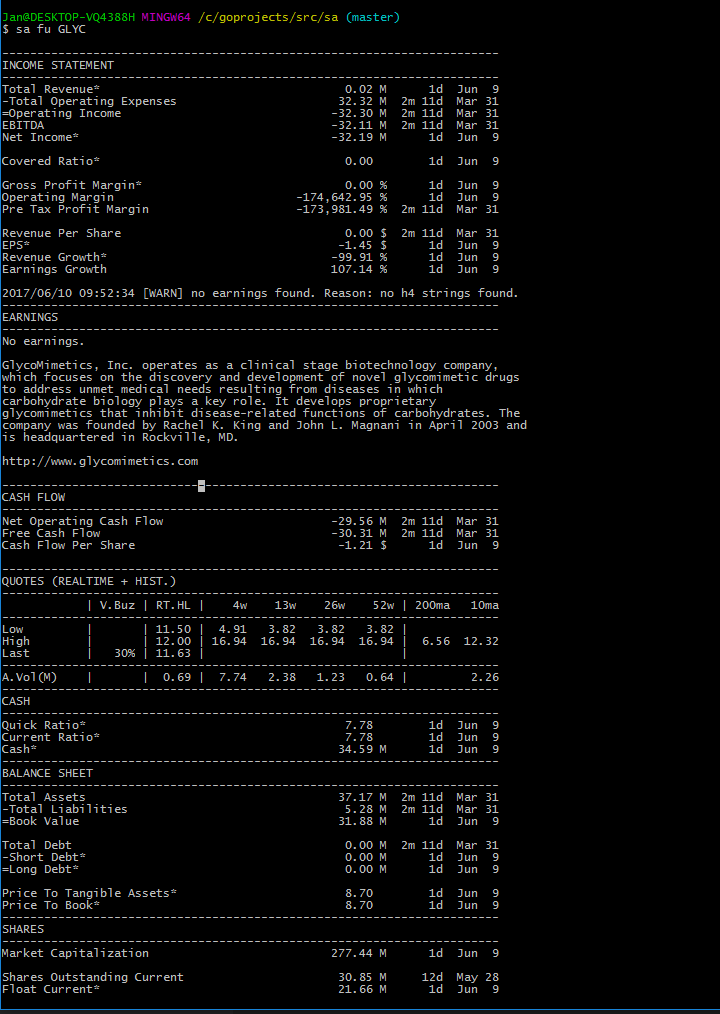 Jan@DESKTOP-VQ4388H MINGW64 /c/goprojects/src/sa (master)
$ sa fu GLYC
-----------------------------------------------------------------------
INCOME STATEMENT
-----------------------------------------------------------------------
Total Revenue* 0.02 M 1d Jun 9
-Total Operating Expenses 32.32 M 2m 11d Mar 31
=Operating Income -32.30 M 2m 11d Mar 31
EBITDA -32.11 M 2m 11d Mar 31
Net Income* -32.19 M 1d Jun 9
Covered Ratio* 0.00 1d Jun 9
Gross Profit Margin* 0.00 % 1d Jun 9
Operating Margin -174,642.95 % 1d Jun 9
Pre Tax Profit Margin -173,981.49 % 2m 11d Mar 31
Revenue Per Share 0.00 $ 2m 11d Mar 31
EPS* -1.45 $ 1d Jun 9
Revenue Growth* -99.91 % 1d Jun 9
Earnings Growth 107.14 % 1d Jun 9
2017/06/10 09:52:34 [WARN] no earnings found. Reason: no h4 strings found.
-----------------------------------------------------------------------
EARNINGS
-----------------------------------------------------------------------
No earnings.
GlycoMimetics, Inc. operates as a clinical stage biotechnology company,
which focuses on the discovery and development of novel glycomimetic drugs
to address unmet medical needs resulting from diseases in which
carbohydrate biology plays a key role. It develops proprietary
glycomimetics that inhibit disease-related functions of carbohydrates. The
company was founded by Rachel K. King and John L. Magnani in April 2003 and
is headquartered in Rockville, MD.
http://www.glycomimetics.com
-----------------------------------------------------------------------
CASH FLOW
-----------------------------------------------------------------------
Net Operating Cash Flow -29.56 M 2m 11d Mar 31
Free Cash Flow -30.31 M 2m 11d Mar 31
Cash Flow Per Share -1.21 $ 1d Jun 9
-----------------------------------------------------------------------
QUOTES (REALTIME + HIST.)
-----------------------------------------------------------------------
| V.Buz | RT.HL | 4w 13w 26w 52w | 200ma 10ma
-----------------------------------------------------------------------
Low | | 11.50 | 4.91 3.82 3.82 3.82 |
High | | 12.00 | 16.94 16.94 16.94 16.94 | 6.56 12.32
Last | 30% | 11.63 | |
-----------------------------------------------------------------------
A.Vol(M) | | 0.69 | 7.74 2.38 1.23 0.64 | 2.26
-----------------------------------------------------------------------
CASH
-----------------------------------------------------------------------
Quick Ratio* 7.78 1d Jun 9
Current Ratio* 7.78 1d Jun 9
Cash* 34.59 M 1d Jun 9
-----------------------------------------------------------------------
BALANCE SHEET
-----------------------------------------------------------------------
Total Assets 37.17 M 2m 11d Mar 31
-Total Liabilities 5.28 M 2m 11d Mar 31
=Book Value 31.88 M 1d Jun 9
Total Debt 0.00 M 2m 11d Mar 31
-Short Debt* 0.00 M 1d Jun 9
=Long Debt* 0.00 M 1d Jun 9
Price To Tangible Assets* 8.70 1d Jun 9
Price To Book* 8.70 1d Jun 9
-----------------------------------------------------------------------
SHARES
-----------------------------------------------------------------------
Market Capitalization 277.44 M 1d Jun 9
Shares Outstanding Current 30.85 M 12d May 28
Float Current* 21.66 M 1d Jun 9